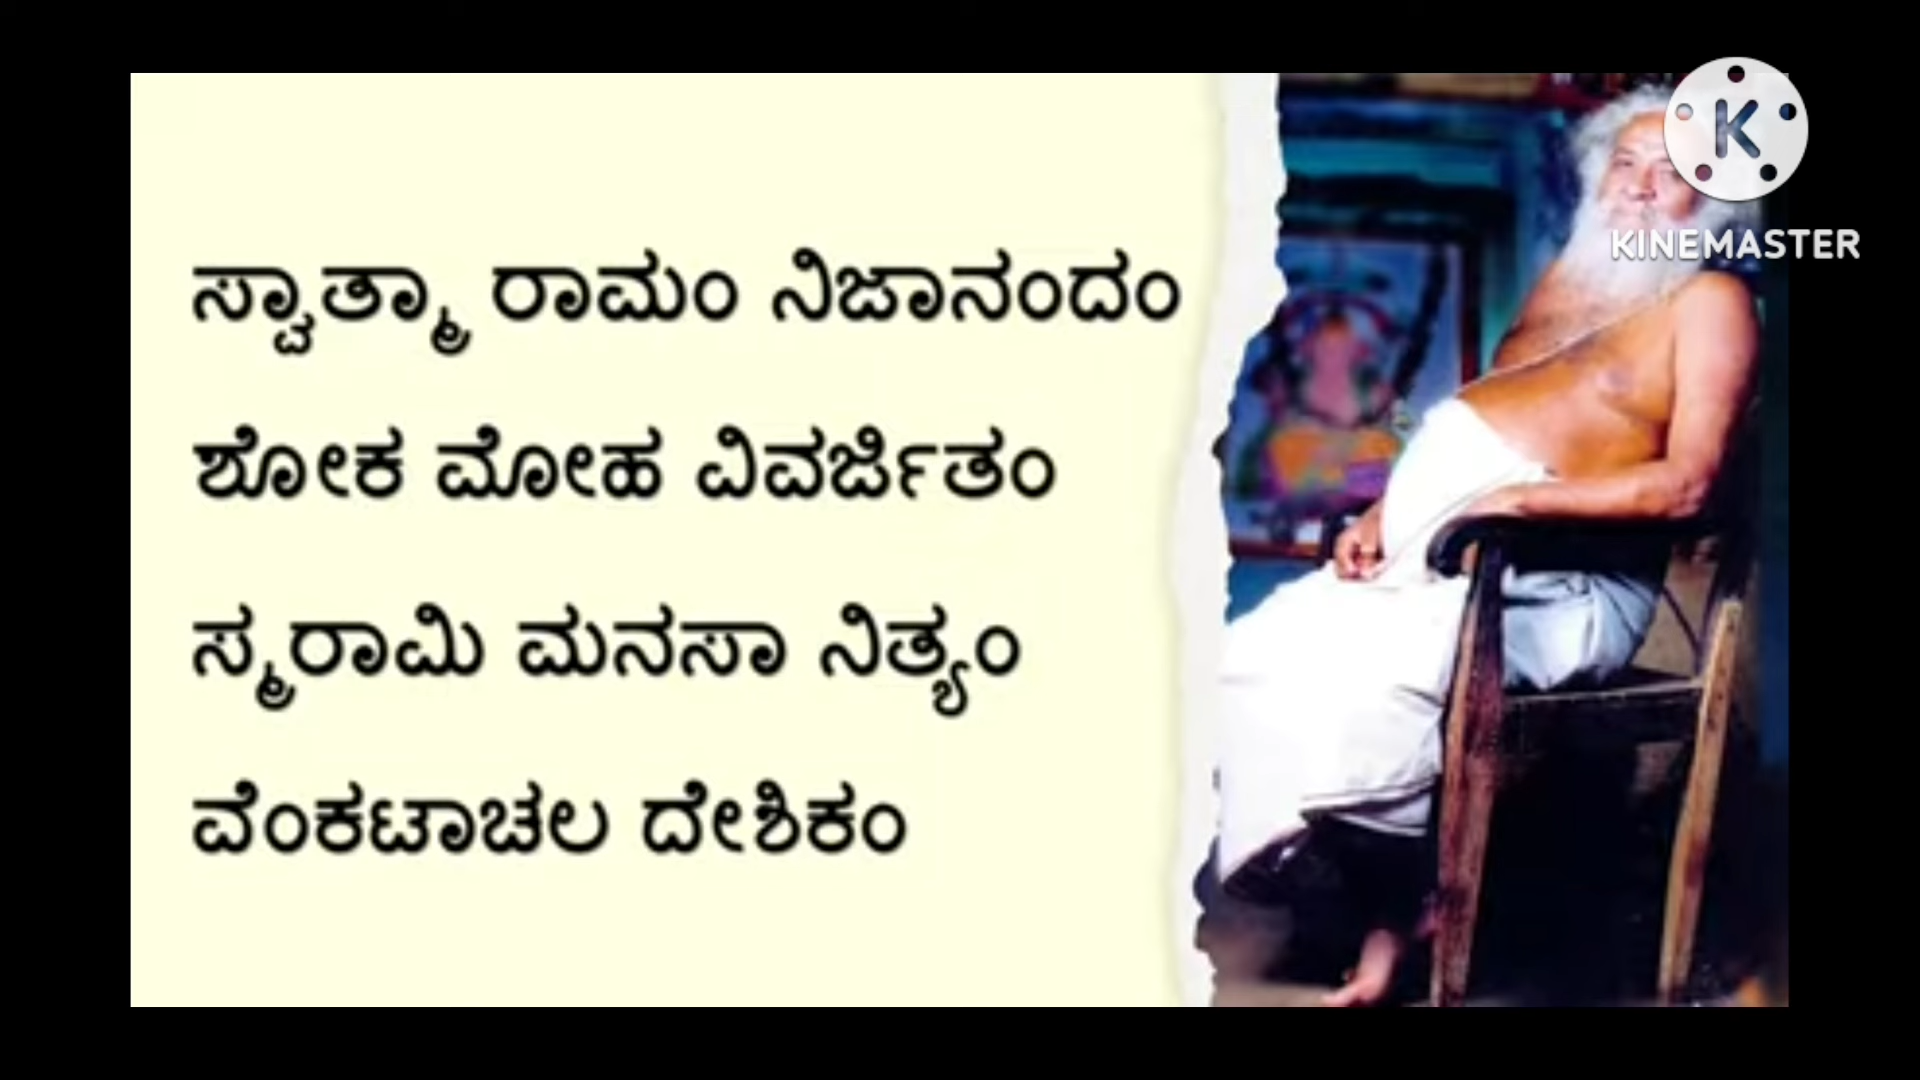 ಸ್ವಾತ್ಮಾ ರಾಮಂ ನಿಜಾನಂದಂ
ಶೋಕ ಮೋಹ ವಿವರ್ಜಿತಂ
ಸ್ಮರಾಮಿ ಮನಸಾ ನಿತ್ಯಂ
ವೆಂಕಟಾಚಲ ದೇಶಿಕಂ
K
KINEMASTER